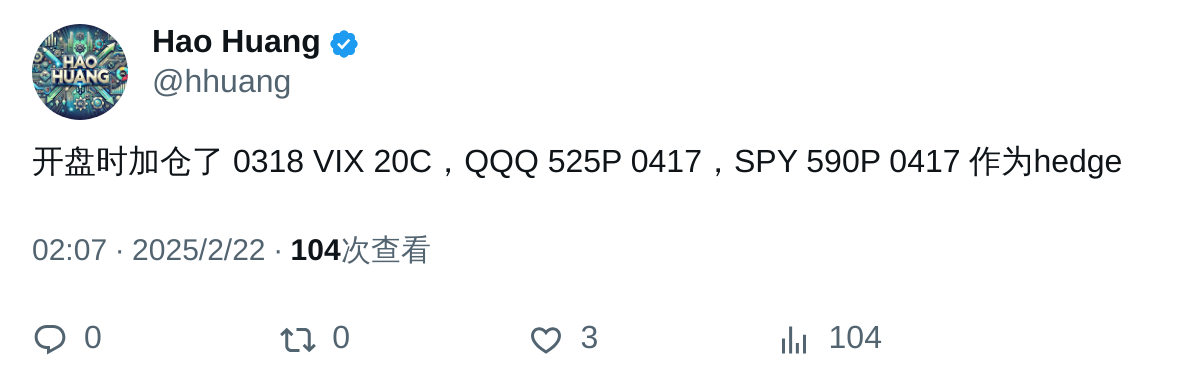 HAO
HUANG
Hao Huang
@hhuang
开盘时加仓了 0318 VIX 20C，QQQ 525P 0417，SPY 590P 0417 作为hedge
02:07 · 2025/2/22 · 104次查看
0 0 3 104